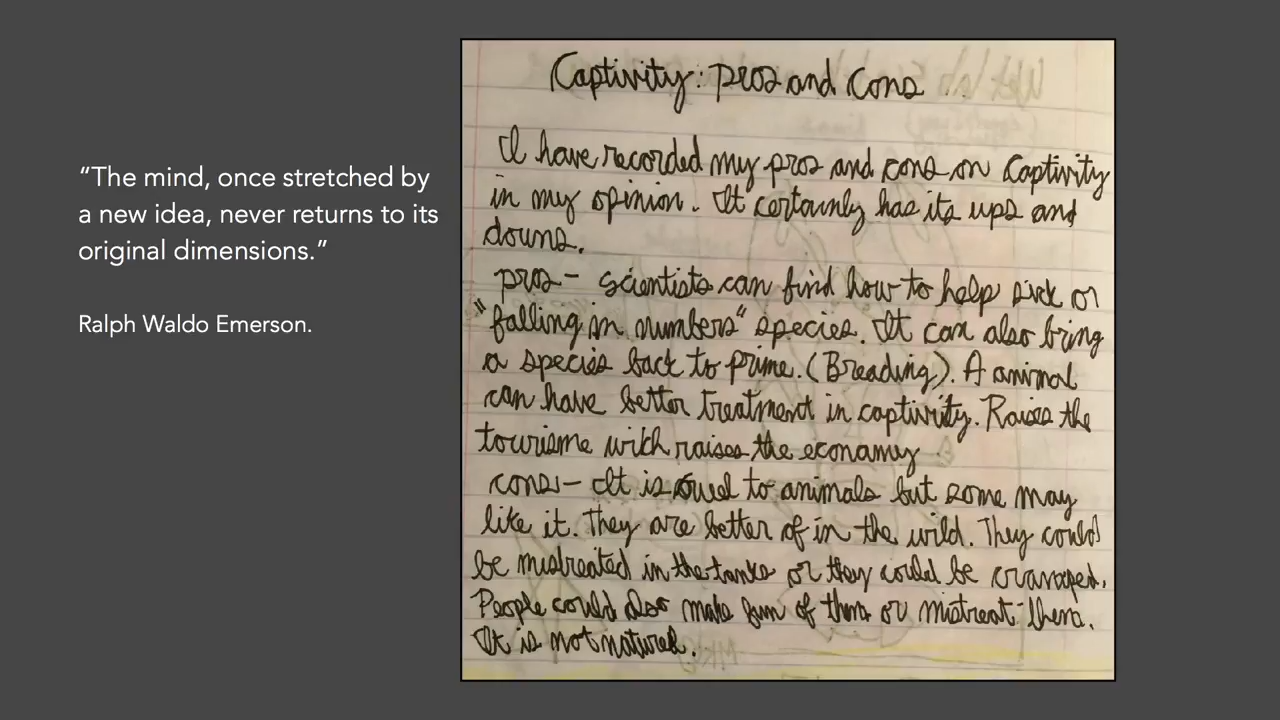 “The mind, once stretched by
a new idea, never returns to its
original dimensions.”
Ralph Waldo Emerson.
Captivity: Pros and Cons
I have recorded my pros and cons on Captivity
in my opinion. It certainly has its ups and
downs.
pros- scientists can find how to help sick or
"falling in numbers" species. It can also bring
a species back to prime. (Breading). A animal
can have better treatment in captivity. Raises the
tourisme wich raises the economy
cons- It is cruel to animals but some may
like it. They are better of in the wild. They could
be mistreated in the tanks or they could be cramped.
People could also make fun of them or mistreat them.
It is not natural.